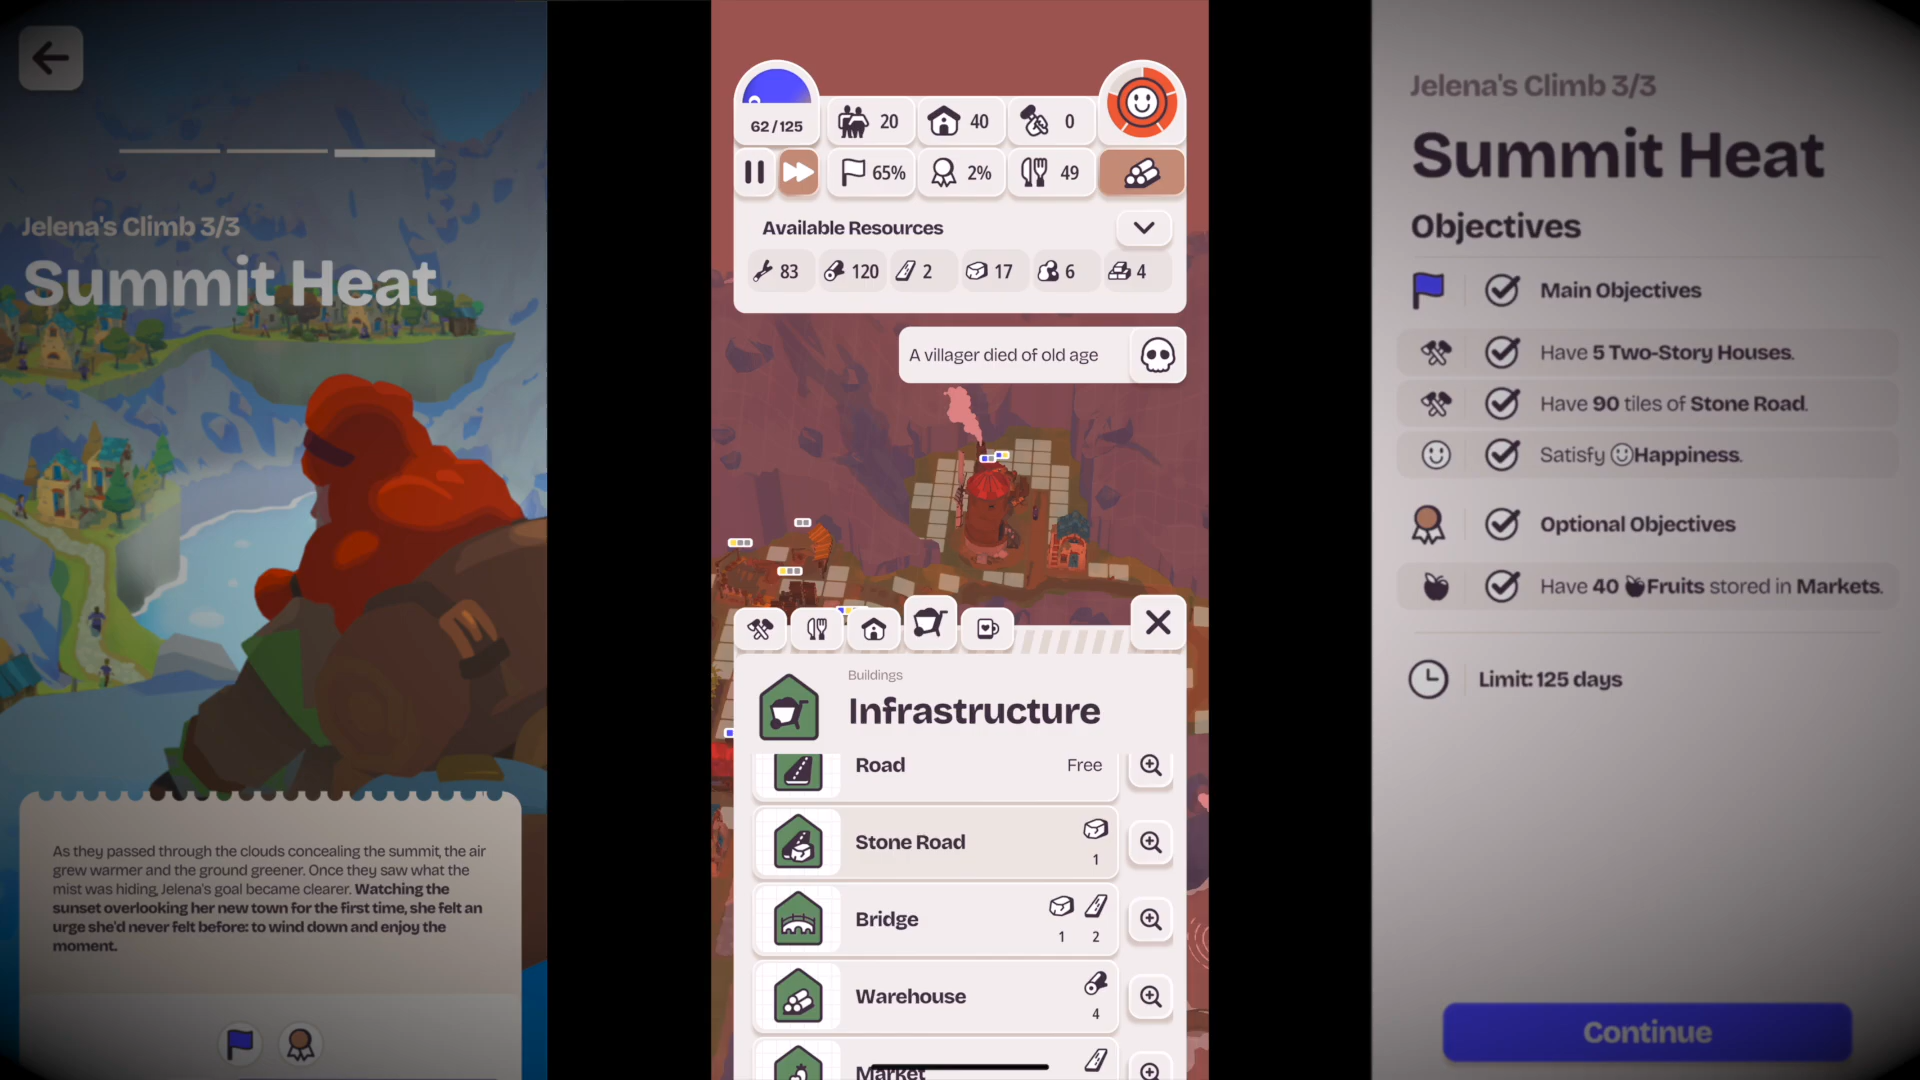 Jelena's Climb 3/3
Summit Heat
As they passed through the clouds concealing the summit, the air
grew warmer and the ground greener. Once they saw what the
mist was hiding, Jelena's goal became clearer. Watching the
sunset overlooking her new town for the first time, she felt an
urge she'd never felt before: to wind down and enjoy the
moment.
62/125
20
40
0
65%
2%
49
Available Resources
83
120
2
17
6
4
A villager died of old age
Buildings
Infrastructure
Road
Free
Stone Road
1
Bridge
1
2
Warehouse
4
Market
Jelena's Climb 3/3
Summit Heat
Objectives
Main Objectives
Have 5 Two-Story Houses.
Have 90 tiles of Stone Road.
Satisfy Happiness.
Optional Objectives
Have 40 Fruits stored in Markets.
Limit: 125 days
Continue